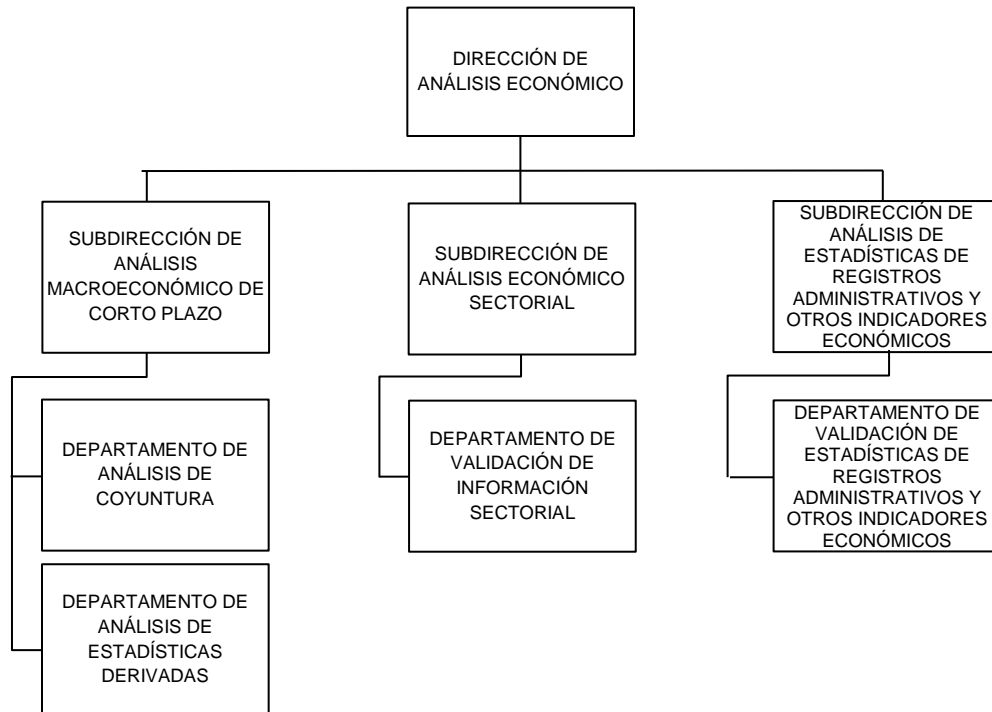 DIRECCIÓN DE
ANÁLISIS ECONÓMICO
SUBDIRECCIÓN DE
ANÁLISIS
MACROECONÓMICO DE
CORTO PLAZO
SUBDIRECCIÓN DE
ANÁLISIS ECONÓMICO
SECTORIAL
SUBDIRECCIÓN DE
ANÁLISIS DE
ESTADÍSTICAS DE
REGISTROS
ADMINISTRATIVOS Y
OTROS INDICADORES
ECONÓMICOS
DEPARTAMENTO DE
ANÁLISIS DE
COYUNTURA
DEPARTAMENTO DE
VALIDACIÓN DE
INFORMACIÓN
SECTORIAL
DEPARTAMENTO DE
VALIDACIÓN DE
ESTADÍSTICAS DE
REGISTROS
ADMINISTRATIVOS Y
OTROS INDICADORES
ECONÓMICOS
DEPARTAMENTO DE
ANÁLISIS DE
ESTADÍSTICAS
DERIVADAS